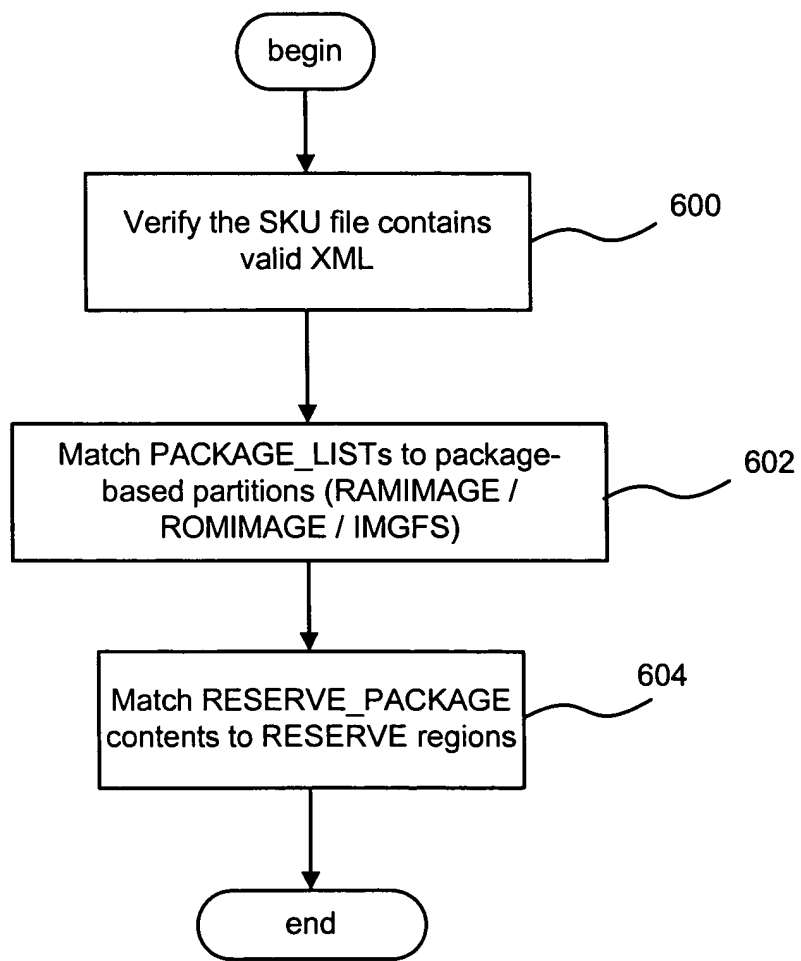 begin
Verify the SKU file contains
valid XML
600
Match PACKAGE_LISTs to package-
based partitions (RAMIMAGE /
ROMIMAGE / IMGFS)
602
Match RESERVE_PACKAGE
contents to RESERVE regions
604
end